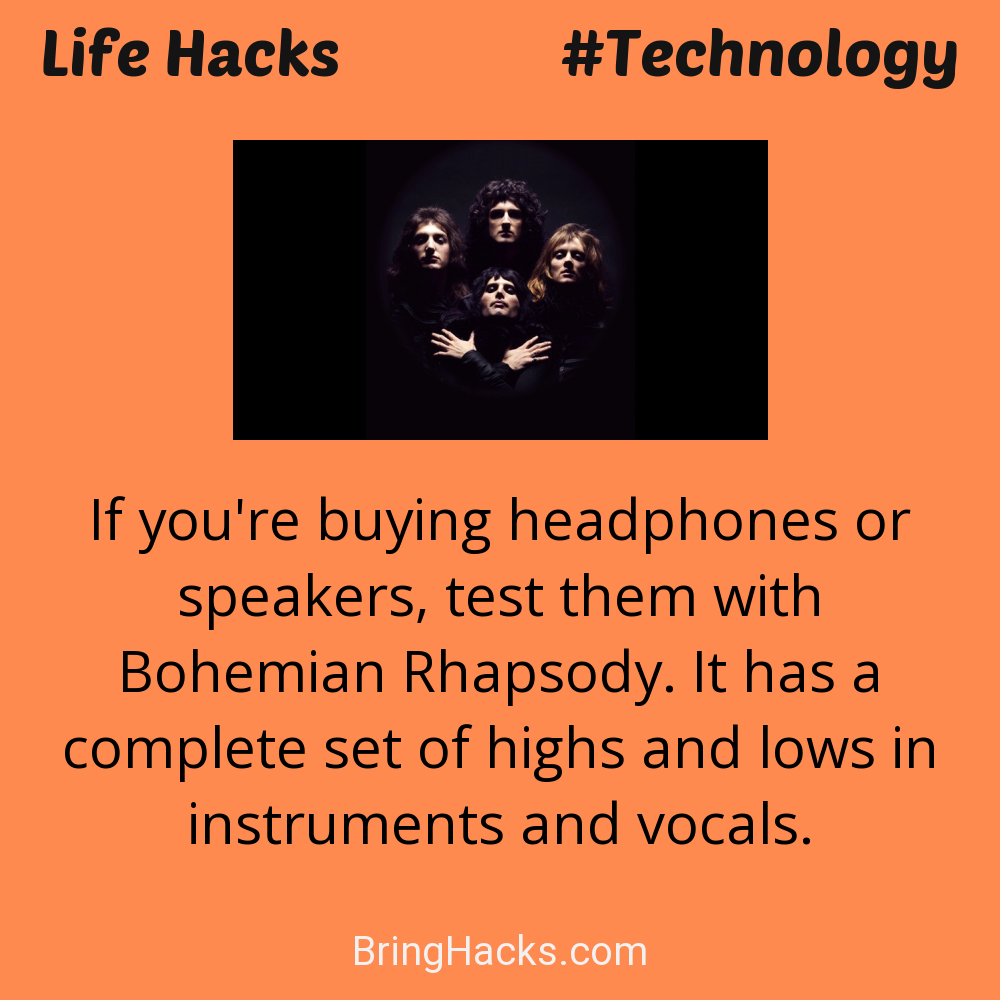 Life Hacks
#Technology
If you're buying headphones or
speakers, test them with
Bohemian Rhapsody. It has a
complete set of highs and lows in
instruments and vocals.
BringHacks.com